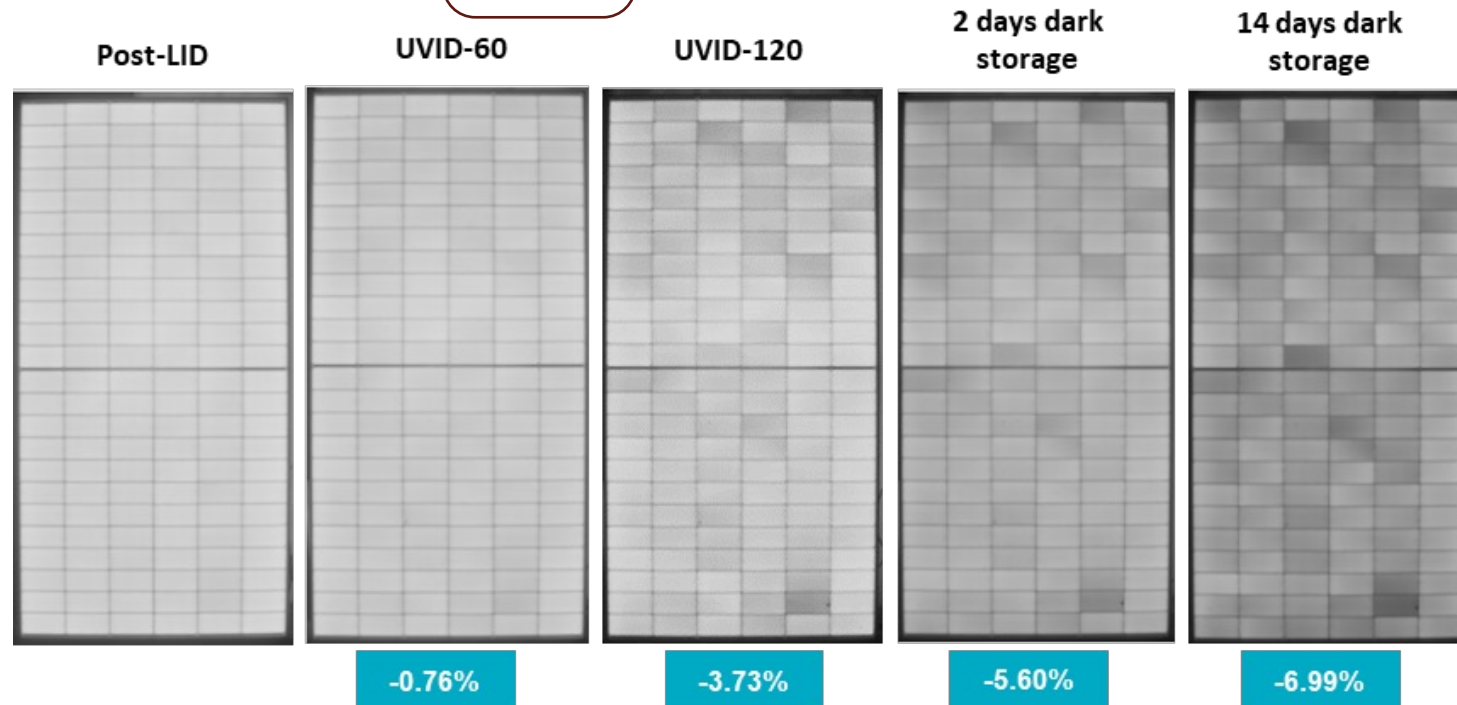 Post-LID
UVID-60
UVID-120
2 days dark
storage
14 days dark
storage
-0.76%
-3.73%
-5.60%
-6.99%